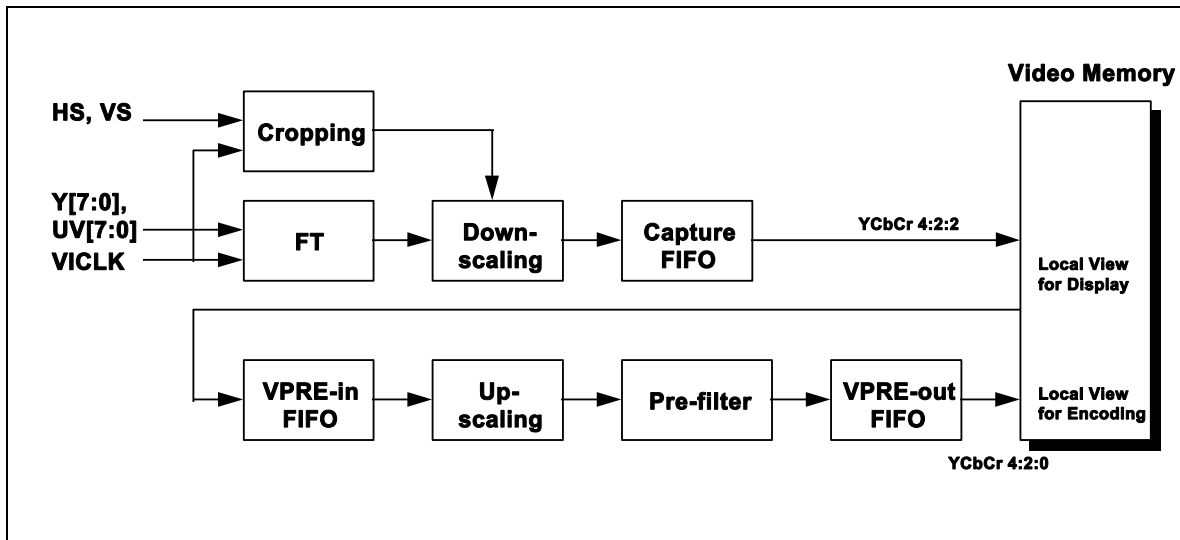 Video Memory
HS, VS
Cropping
Y[7:0],
UV[7:0]
VICLK
FT
Down-
scaling
Capture
FIFO
YCbCr 4:2:2
Local View
for Display
VPRE-in
FIFO
Up-
scaling
Pre-filter
VPRE-out
FIFO
Local View
for Encoding
YCbCr 4:2:0